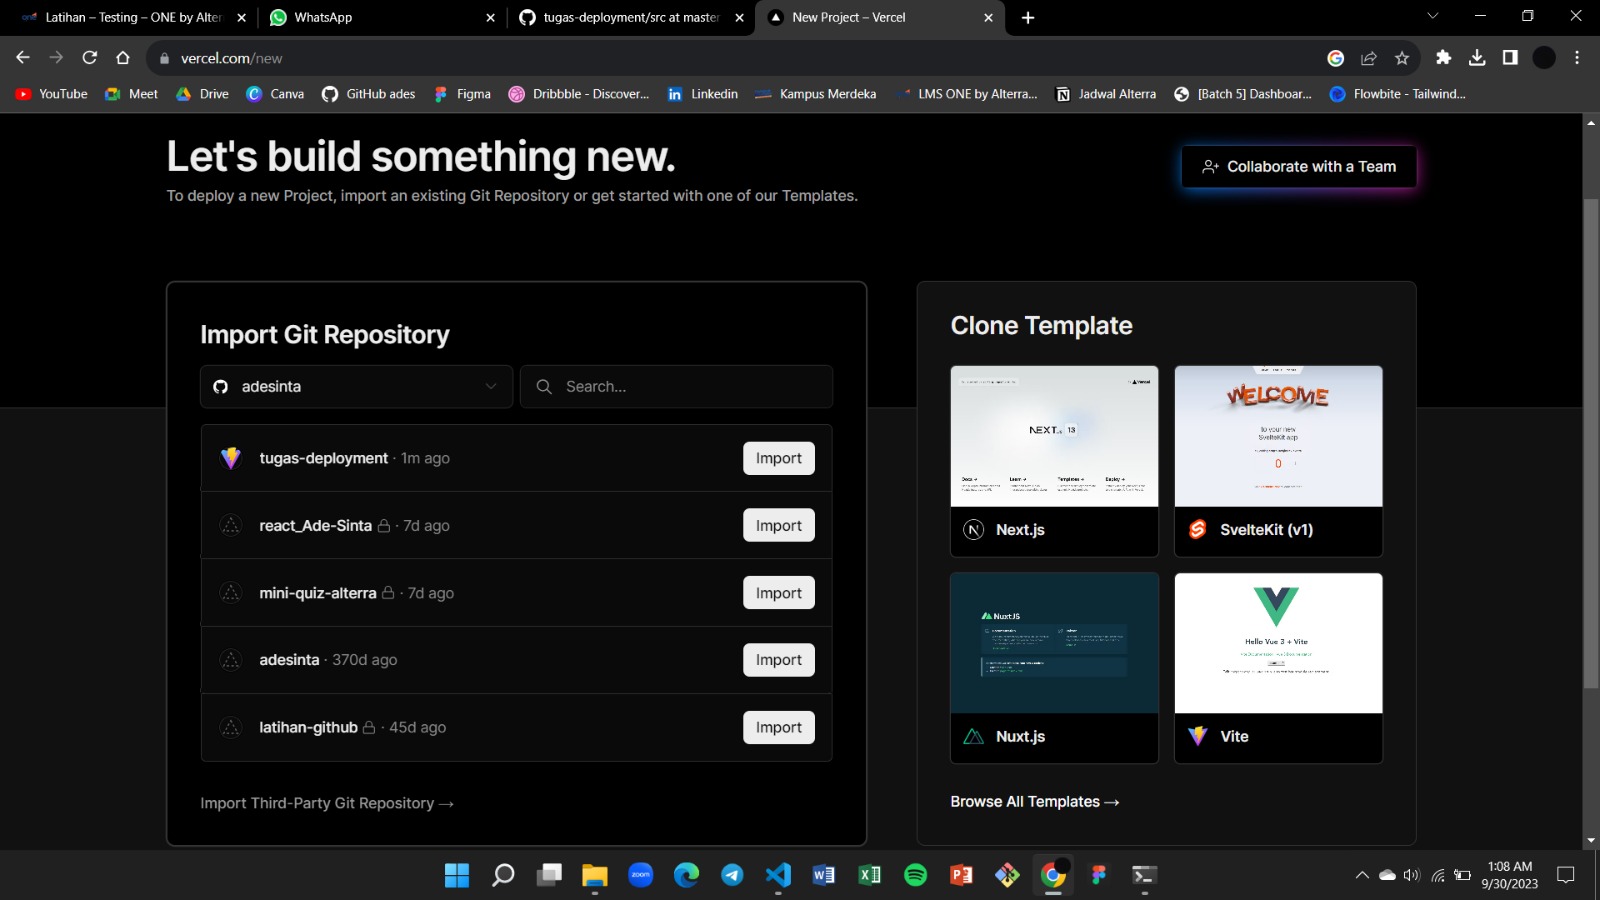 Latihan – Testing – ONE by Alter
WhatsApp
tugas-deployment/src at master
New Project – Vercel
vercel.com/new
YouTube
Meet
Drive
Canva
GitHub ades
Figma
Dribbble - Discover...
Linkedin
Kampus Merdeka
LMS ONE by Alterra...
Jadwal Alterra
[Batch 5] Dashboar...
Flowbite - Tailwind...
Let's build something new.
To deploy a new Project, import an existing Git Repository or get started with one of our Templates.
Collaborate with a Team
Import Git Repository
adesinta
Search...
tugas-deployment · 1m ago
Import
react_Ade-Sinta · 7d ago
Import
mini-quiz-alterra · 7d ago
Import
adesinta · 370d ago
Import
latihan-github · 45d ago
Import
Import Third-Party Git Repository →
Clone Template
NEXT.js 13
Docs →
Learn →
Templates →
Deploy →
Next.js
WELCOME
to your new
SvelteKit app
0
SvelteKit (v1)
NuxtJS
Nuxt.js
Hello Vue 3 + Vite
Vite
Browse All Templates →
zoom
1:08 AM
9/30/2023